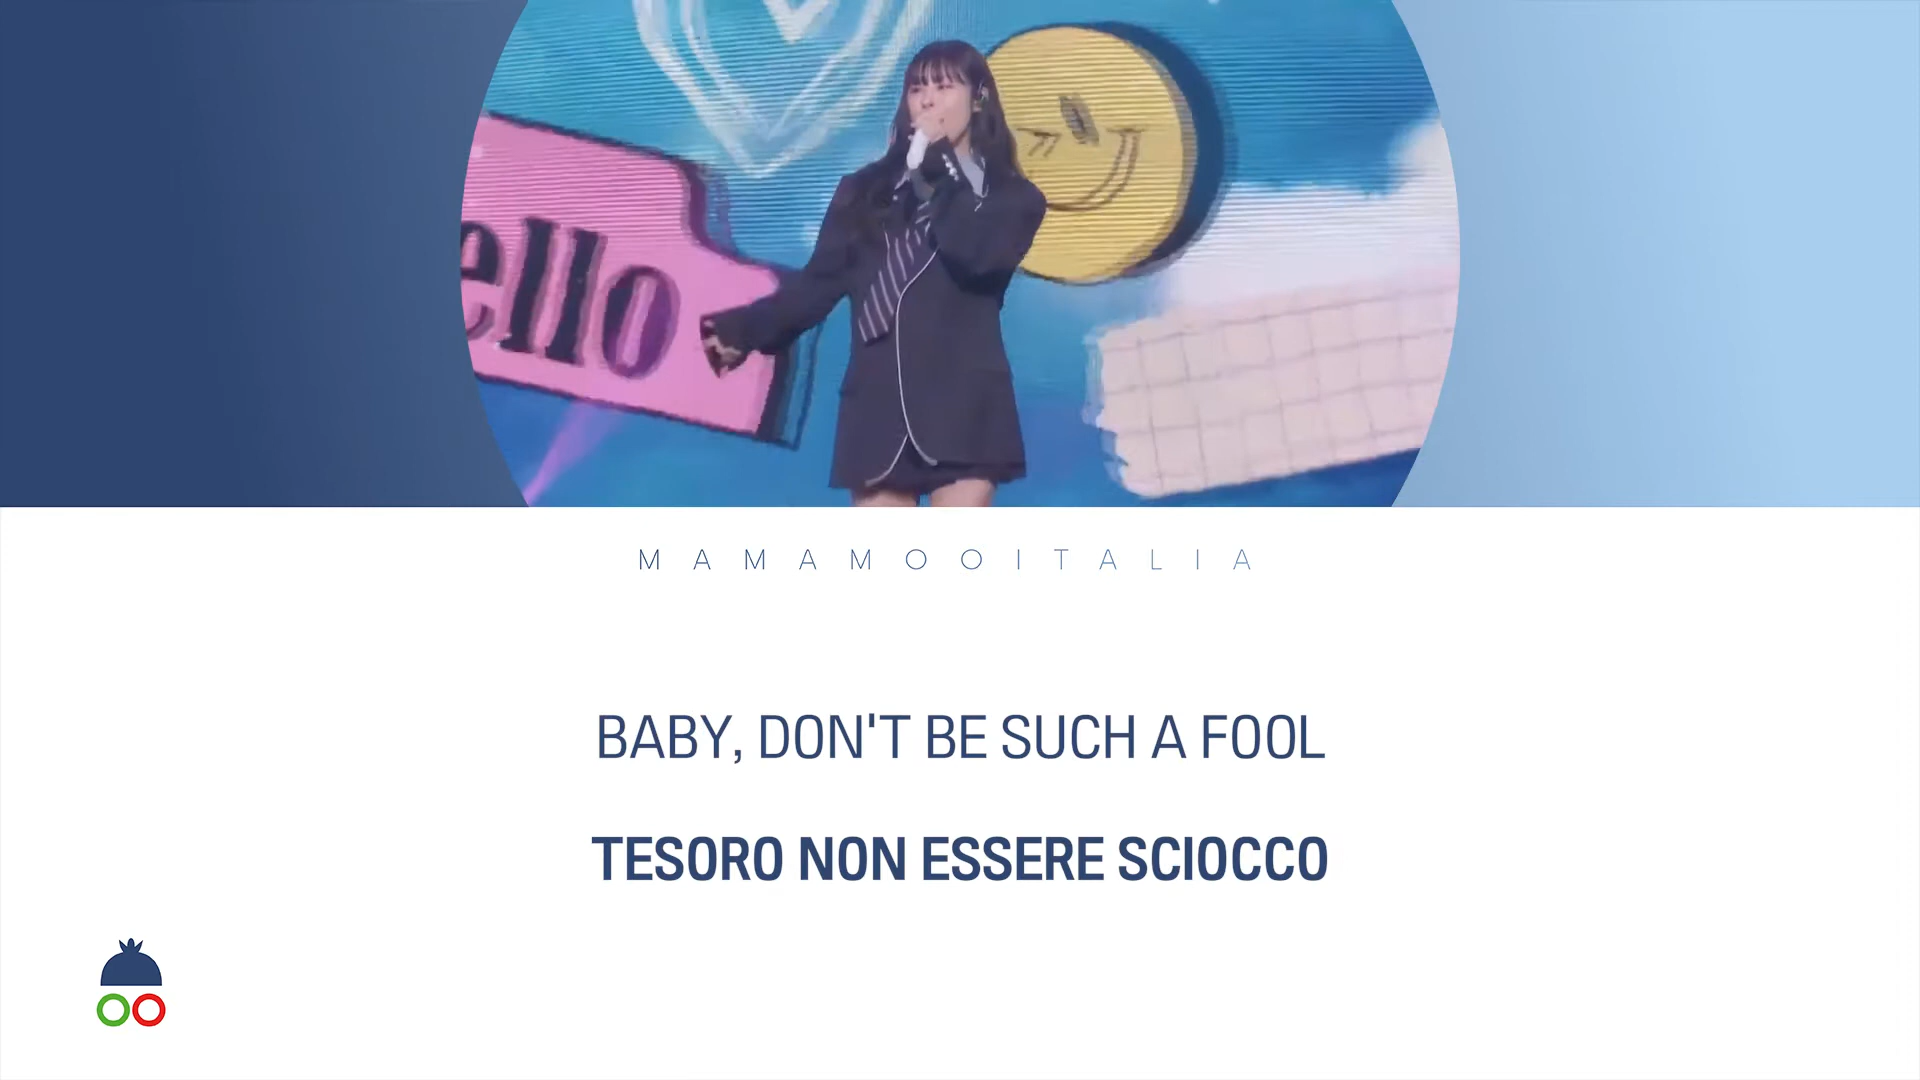 ello
MAMAMOOITALIA
BABY, DON'T BE SUCH A FOOL
TESORO NON ESSERE SCIOCCO